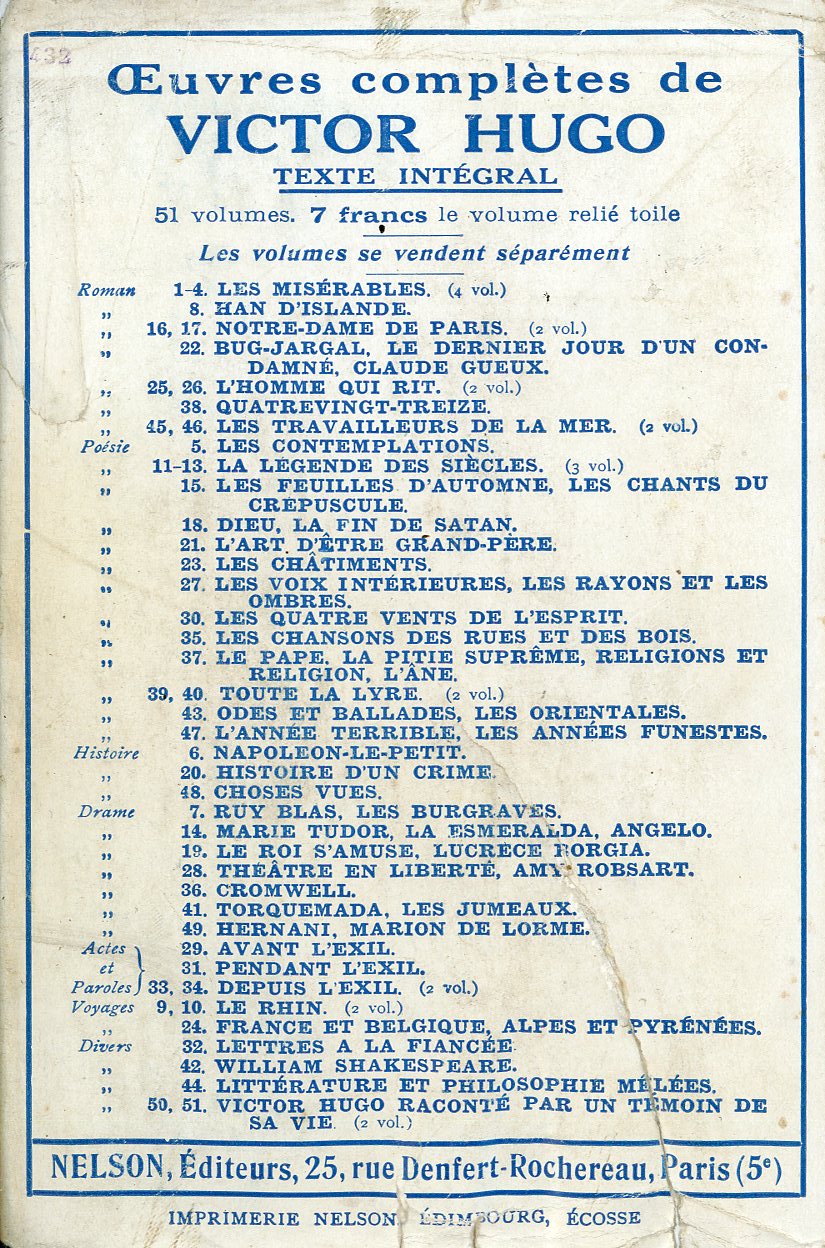 432
Œuvres complètes de
VICTOR HUGO
TEXTE INTÉGRAL
51 volumes. 7 francs le volume relié toile
Les volumes se vendent séparément
Roman 1-4. LES MISÉRABLES. (4 vol.)
„ 8. HAN D'ISLANDE.
„ 16, 17. NOTRE-DAME DE PARIS. (2 vol.)
„ 22. BUG-JARGAL, LE DERNIER JOUR D'UN CON-
DAMNÉ, CLAUDE GUEUX.
„ 25, 26. L'HOMME QUI RIT. (2 vol.)
„ 38. QUATREVINGT-TREIZE.
„ 45, 46. LES TRAVAILLEURS DE LA MER. (2 vol.)
Poésie 5. LES CONTEMPLATIONS.
„ 11-13. LA LÉGENDE DES SIÈCLES. (3 vol.)
„ 15. LES FEUILLES D'AUTOMNE, LES CHANTS DU
CRÉPUSCULE.
„ 18. DIEU, LA FIN DE SATAN.
„ 21. L'ART D'ÊTRE GRAND-PÈRE.
„ 23. LES CHÂTIMENTS.
„ 27. LES VOIX INTÉRIEURES, LES RAYONS ET LES
OMBRES.
„ 30. LES QUATRE VENTS DE L'ESPRIT.
„ 35. LES CHANSONS DES RUES ET DES BOIS.
„ 37. LE PAPE, LA PITIÉ SUPRÊME, RELIGIONS ET
RELIGION, L'ÂNE.
„ 39, 40. TOUTE LA LYRE. (2 vol.)
„ 43. ODES ET BALLADES, LES ORIENTALES.
„ 47. L'ANNÉE TERRIBLE, LES ANNÉES FUNESTES.
Histoire 6. NAPOLÉON-LE-PETIT.
„ 20. HISTOIRE D'UN CRIME.
„ 48. CHOSES VUES.
Drame 7. RUY BLAS, LES BURGRAVES.
„ 14. MARIE TUDOR, LA ESMERALDA, ANGELO.
„ 19. LE ROI S'AMUSE, LUCRÈCE BORGIA.
„ 28. THÉÂTRE EN LIBERTÉ, AMY ROBSART.
„ 36. CROMWELL.
„ 41. TORQUEMADA, LES JUMEAUX.
„ 49. HERNANI, MARION DE LORME.
Actes 29. AVANT L'EXIL.
et 31. PENDANT L'EXIL.
Paroles 33, 34. DEPUIS L'EXIL. (2 vol.)
Voyages 9, 10. LE RHIN. (2 vol.)
„ 24. FRANCE ET BELGIQUE, ALPES ET PYRÉNÉES.
Divers 32. LETTRES A LA FIANCÉE.
„ 42. WILLIAM SHAKESPEARE.
„ 44. LITTÉRATURE ET PHILOSOPHIE MÊLÉES.
„ 50, 51. VICTOR HUGO RACONTÉ PAR UN TÉMOIN DE
SA VIE. (2 vol.)
NELSON, Éditeurs, 25, rue Denfert-Rochereau, Paris (5e)
IMPRIMERIE NELSON ÉDIMBOURG, ÉCOSSE